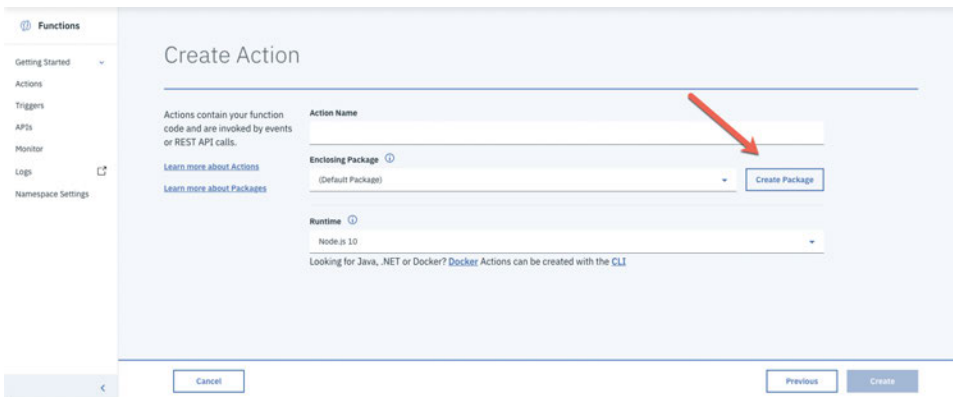 Functions
Getting Started
Actions
Triggers
APIs
Monitor
Logs
Namespace Settings
Create Action
Actions contain your function
code and are invoked by events
or REST API calls.
Learn more about Actions
Learn more about Packages
Action Name
Enclosing Package
(Default Package)
Create Package
Runtime
Node.js 10
Looking for Java, .NET or Docker? Docker Actions can be created with the CLI
Cancel
Previous
Create